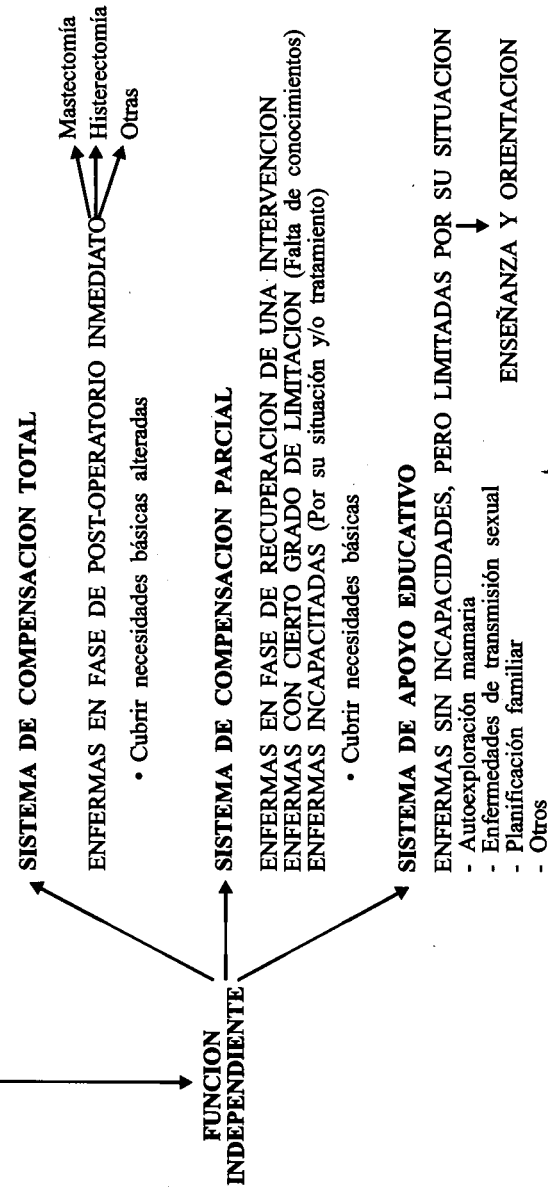 FUNCION
INDEPENDIENTE
SISTEMA DE COMPENSACION TOTAL
ENFERMAS EN FASE DE POST-OPERATORIO INMEDIATO
Mastectomía
Histerectomía
Otras
• Cubrir necesidades básicas alteradas
SISTEMA DE COMPENSACION PARCIAL
ENFERMAS EN FASE DE RECUPERACION DE UNA INTERVENCION
ENFERMAS CON CIERTO GRADO DE LIMITACION (Falta de conocimientos)
ENFERMAS INCAPACITADAS (Por su situación y/o tratamiento)
• Cubrir necesidades básicas
SISTEMA DE APOYO EDUCATIVO
ENFERMAS SIN INCAPACIDADES, PERO LIMITADAS POR SU SITUACION
- Autoexploración mamaria
- Enfermedades de transmisión sexual
- Planificación familiar
- Otros
ENSEÑANZA Y ORIENTACION